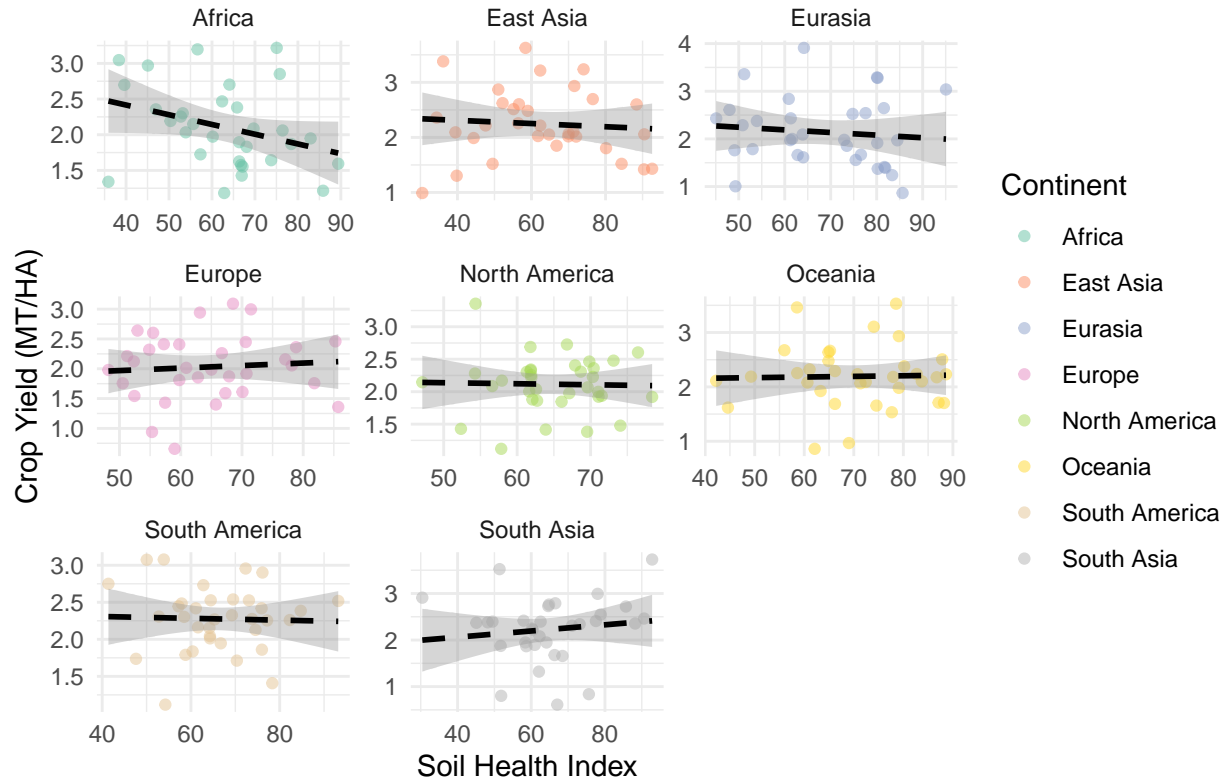 Africa
East Asia
Eurasia
3.0
2.5
2.0
1.5
40 50 60 70 80 90
3
2
1
40 60 80
4
3
2
1
50 60 70 80 90
Europe
North America
Oceania
3.0
2.5
2.0
1.5
1.0
50 60 70 80
3.0
2.5
2.0
1.5
50 60 70
3
2
1
40 50 60 70 80 90
South America
South Asia
3.0
2.5
2.0
1.5
40 60 80
3
2
1
40 60 80
Crop Yield (MT/HA)
Soil Health Index
Continent
Africa
East Asia
Eurasia
Europe
North America
Oceania
South America
South Asia